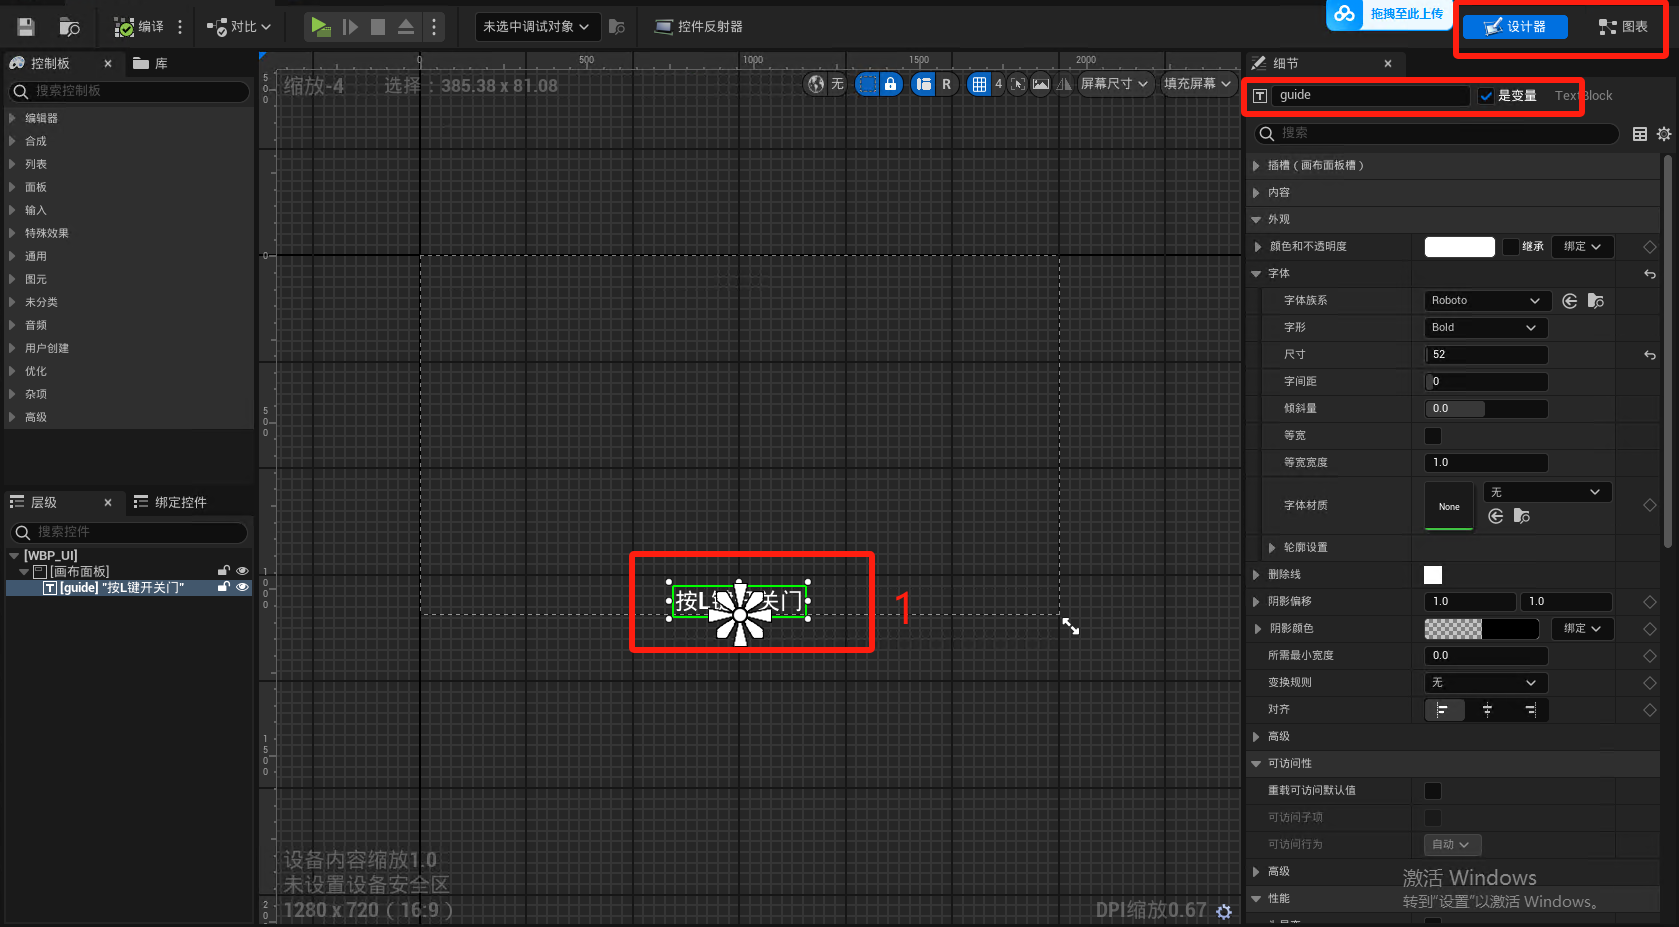 编译
对比
未选中调试对象
控件反射器
拖拽至此上传
设计器
图表
控制板
库
搜索控制板
编辑器
合成
列表
面板
输入
特殊效果
通用
图元
未分类
音频
用户创建
优化
杂项
高级
层级
绑定控件
搜索控件
[WBP_UI]
[画布面板]
[guide] "按L键开关门"
缩放-4
选择：385.38 x 81.08
0
500
1000
1500
2000
无
R
4
屏幕尺寸
填充屏幕
0
500
1000
1500
按L键开关门
1
设备内容缩放1.0
未设置设备安全区
1280 x 720 (16:9)
DPI缩放0.67
细节
guide
是变量
TextBlock
搜索
插槽（画布面板槽）
内容
外观
颜色和不透明度
继承
绑定
字体
字体族系
Roboto
字形
Bold
尺寸
52
字间距
0
倾斜量
0.0
等宽
等宽宽度
1.0
字体材质
None
无
轮廓设置
删除线
阴影偏移
1.0
1.0
阴影颜色
绑定
所需最小宽度
0.0
变换规则
无
对齐
高级
可访问性
重载可访问默认值
可访问子项
可访问行为
自动
高级
性能
激活 Windows
转到"设置"以激活 Windows。